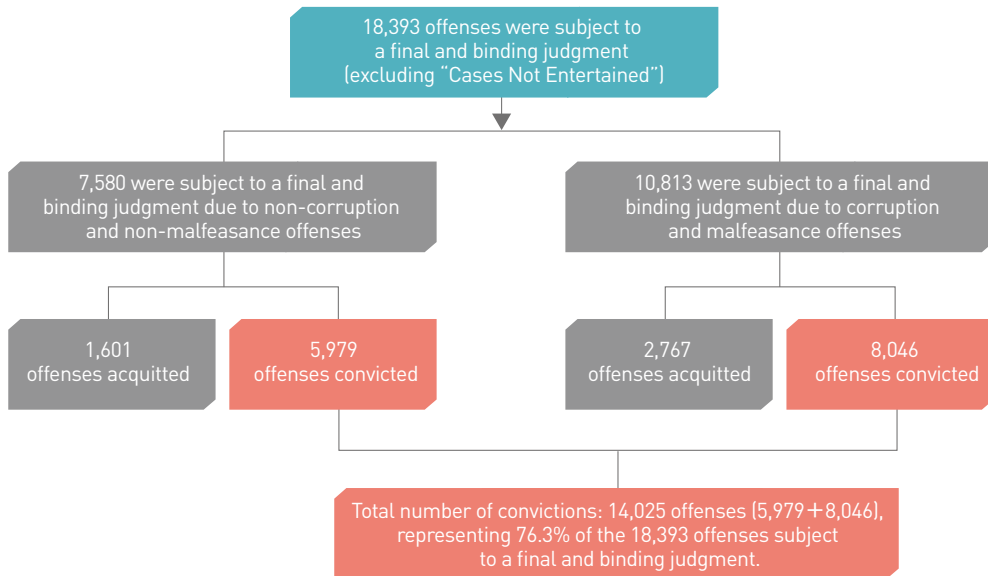 18,393 offenses were subject to
a final and binding judgment
(excluding “Cases Not Entertained”)
7,580 were subject to a final and
binding judgment due to non-corruption
and non-malfeasance offenses
10,813 were subject to a final and
binding judgment due to corruption
and malfeasance offenses
1,601
offenses acquitted
5,979
offenses convicted
2,767
offenses acquitted
8,046
offenses convicted
Total number of convictions: 14,025 offenses (5,979+8,046),
representing 76.3% of the 18,393 offenses subject
to a final and binding judgment.